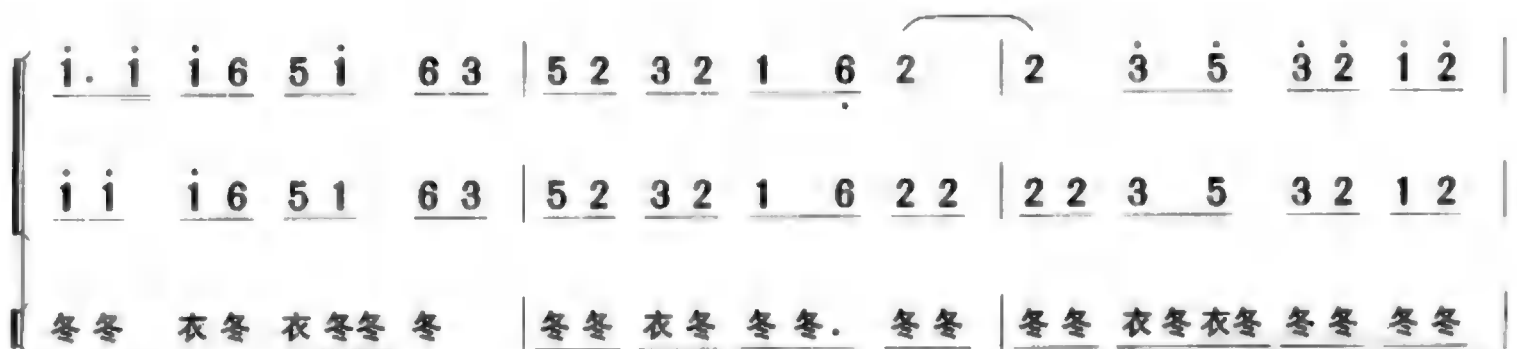 i. i i 6 5 i 6 3 | 5 2 3 2 1 6 2 | 2 3 5 3 2 i 2 |
i i i 6 5 1 6 3 | 5 2 3 2 1 6 2 2 | 2 2 3 5 3 2 1 2 |
冬冬 衣冬 衣冬冬 冬 | 冬冬 衣冬 冬冬. 冬冬 | 冬冬 衣冬衣冬 冬冬 冬冬 |